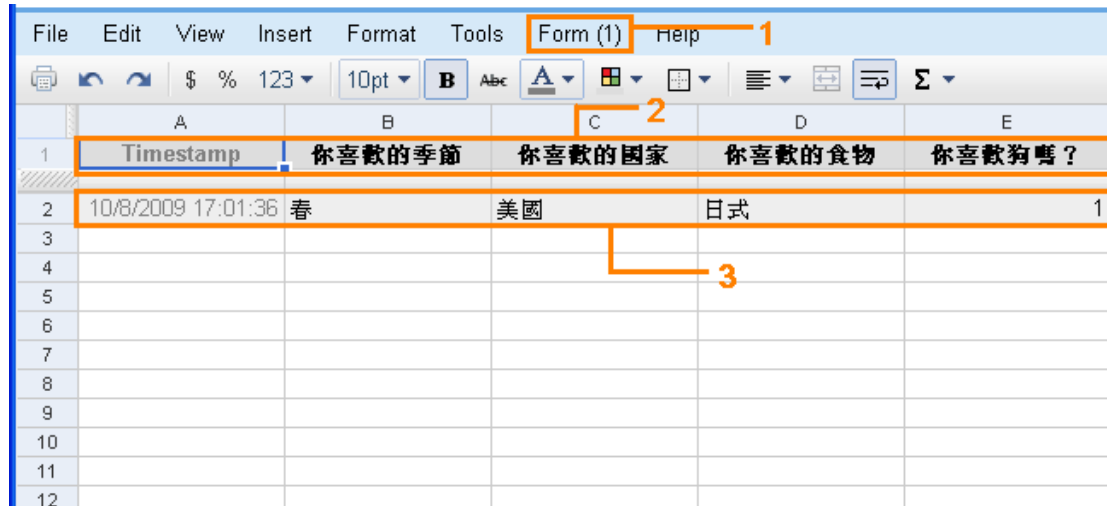 File Edit View Insert Format Tools Form (1) Help 1
$ % 123 10pt B Abc A Σ
2
A B C D E
1 Timestamp 你喜歡的季節 你喜歡的國家 你喜歡的食物 你喜歡狗嗎？
2 10/8/2009 17:01:36 春 美國 日式 1
3
4 3
5
6
7
8
9
10
11
12